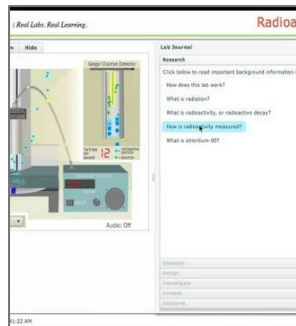 : Real Labs. Real Learning.
Radioa
n
Hide
Geiger Counter Detector
12
Audio: Off
Lab Journal
Research
Click below to read important background information i
How does this lab work?
What is radiation?
What is radioactivity, or radioactive decay?
How is radioactivity measured?
What is strontium-90?
Question
Design
Investigate
Analyze
Interpret
:22 AM